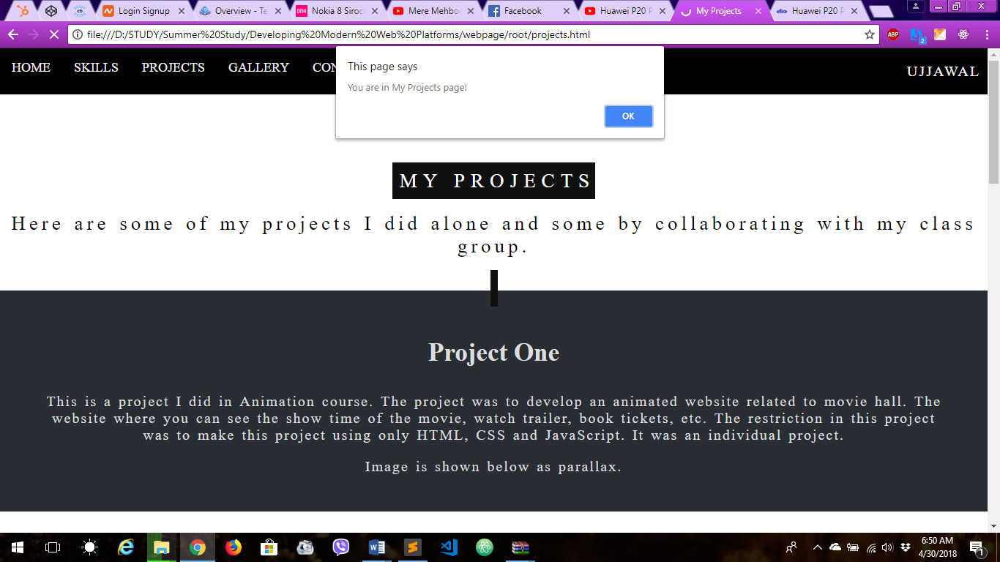 Login Signup
Overview - Te
DNA
Nokia 8 Siroc
Mere Mehbo
Facebook
Huawei P20 P
My Projects
Huawei P20 P
file:///D:/STUDY/Summer%20Study/Developing%20Modern%20Web%20Platforms/webpage/root/projects.html
ABP
2
HOME SKILLS PROJECTS GALLERY CON
UJJAWAL
This page says
You are in My Projects page!
OK
MY PROJECTS
Here are some of my projects I did alone and some by collaborating with my class
group.
Project One
This is a project I did in Animation course. The project was to develop an animated website related to movie hall. The
website where you can see the show time of the movie, watch trailer, book tickets, etc. The restriction in this project
was to make this project using only HTML, CSS and JavaScript. It was an individual project.
Image is shown below as parallax.
6:50 AM
4/30/2018
1